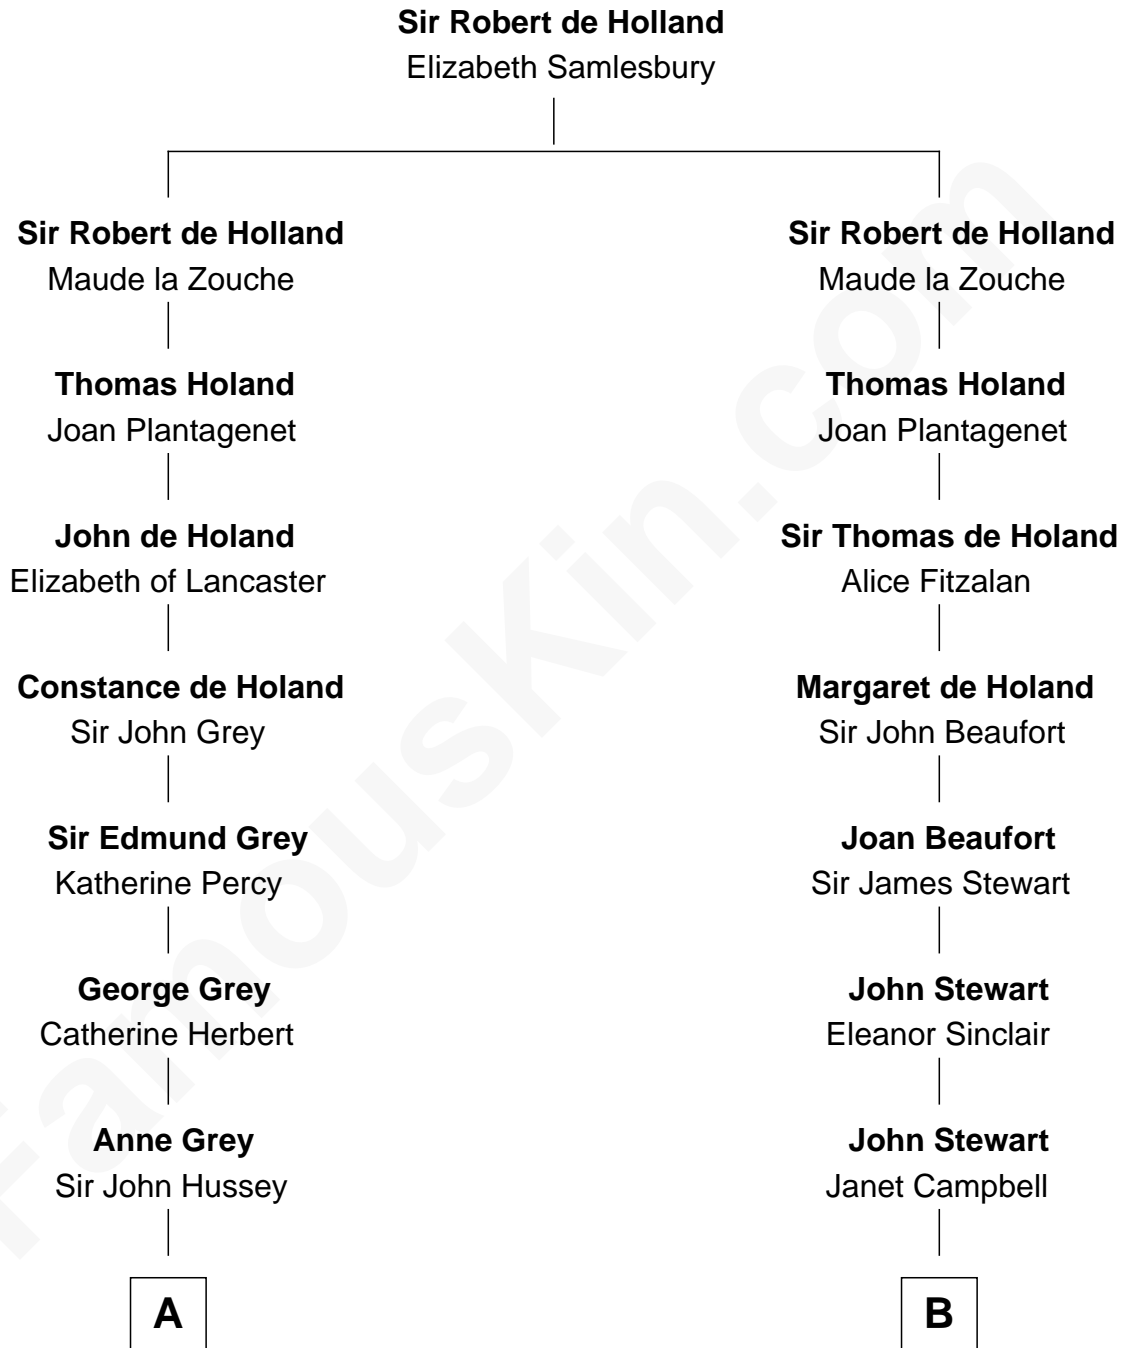 Sir Robert de Holland
Elizabeth Samlesbury
Sir Robert de Holland
Maude la Zouche
Thomas Holand
Joan Plantagenet
John de Holand
Elizabeth of Lancaster
Constance de Holand
Sir John Grey
Sir Edmund Grey
Katherine Percy
George Grey
Catherine Herbert
Anne Grey
Sir John Hussey
A
Sir Robert de Holland
Maude la Zouche
Thomas Holand
Joan Plantagenet
Sir Thomas de Holand
Alice Fitzalan
Margaret de Holand
Sir John Beaufort
Joan Beaufort
Sir James Stewart
John Stewart
Eleanor Sinclair
John Stewart
Janet Campbell
B
FamousKin.com